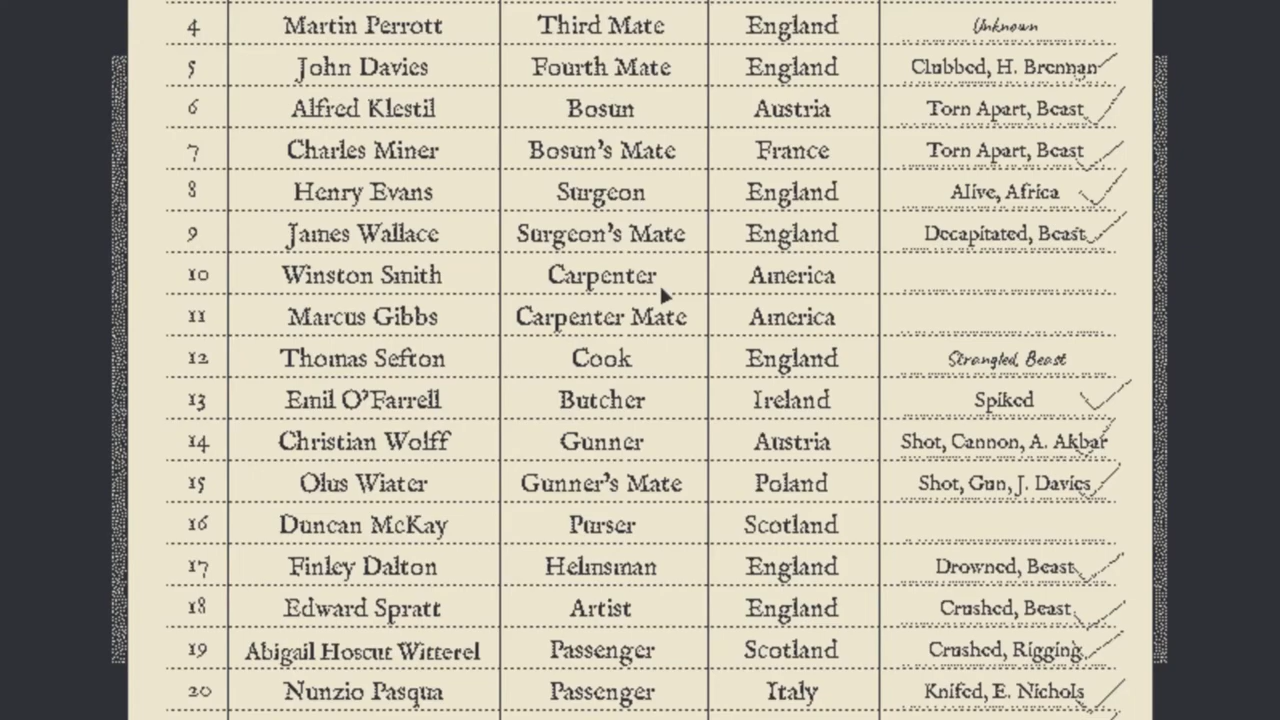 4 Martin Perrott Third Mate England Unknown
5 John Davies Fourth Mate England Clubbed, H. Brennan
6 Alfred Klestil Bosun Austria Torn Apart, Beast
7 Charles Miner Bosun's Mate France Torn Apart, Beast
8 Henry Evans Surgeon England Alive, Africa
9 James Wallace Surgeon's Mate England Decapitated, Beast
10 Winston Smith Carpenter America
11 Marcus Gibbs Carpenter Mate America
12 Thomas Sefton Cook England Strangled, Beast
13 Emil O'Farrell Butcher Ireland Spiked
14 Christian Wolff Gunner Austria Shot, Cannon, A. Akbar
15 Olus Wiater Gunner's Mate Poland Shot, Gun, J. Davies
16 Duncan McKay Purser Scotland
17 Finley Dalton Helmsman England Drowned, Beast
18 Edward Spratt Artist England Crushed, Beast
19 Abigail Hoscut Witterel Passenger Scotland Crushed, Rigging
20 Nunzio Pasqua Passenger Italy Knifed, E. Nichols